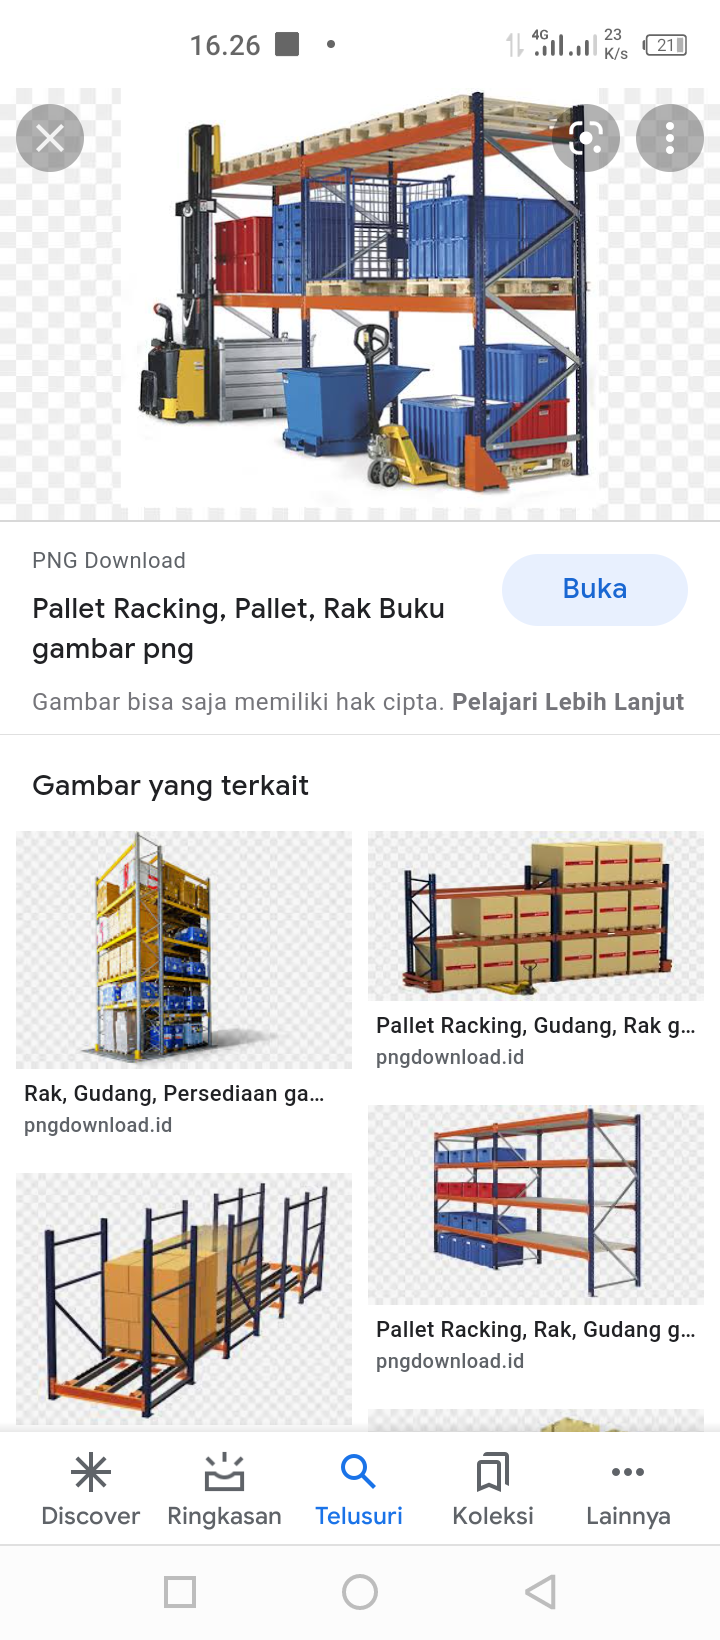 16.26
4G
23
K/s
21
PNG Download
Pallet Racking, Pallet, Rak Buku
gambar png
Buka
Gambar bisa saja memiliki hak cipta. Pelajari Lebih Lanjut
Gambar yang terkait
Rak, Gudang, Persediaan ga...
pngdownload.id
Pallet Racking, Gudang, Rak g...
pngdownload.id
Pallet Racking, Rak, Gudang g...
pngdownload.id
Discover
Ringkasan
Telusuri
Koleksi
Lainnya